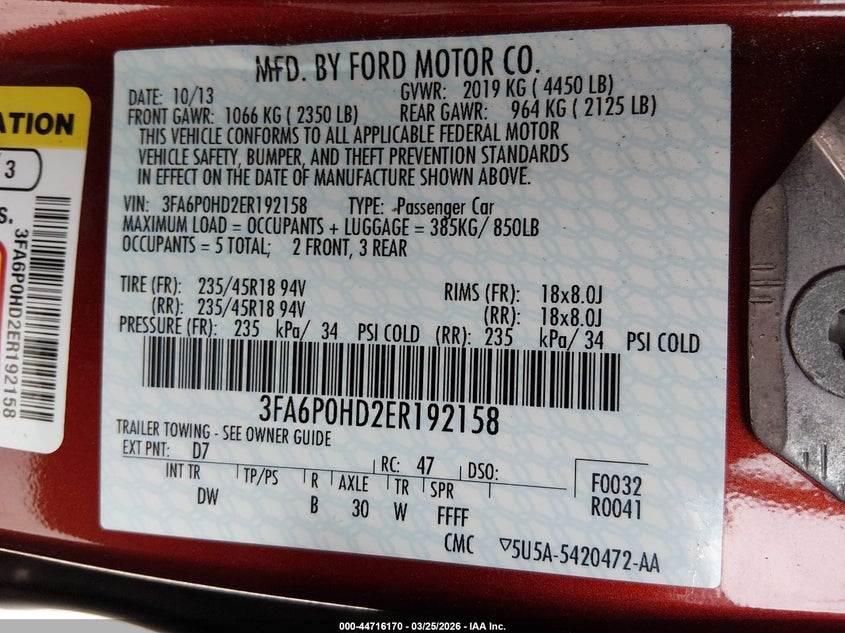 MFD. BY FORD MOTOR CO.
DATE: 10/13 GVWR: 2019 KG ( 4450 LB)
FRONT GAWR: 1066 KG ( 2350 LB) REAR GAWR: 964 KG ( 2125 LB)
THIS VEHICLE CONFORMS TO ALL APPLICABLE FEDERAL MOTOR
VEHICLE SAFETY, BUMPER, AND THEFT PREVENTION STANDARDS
IN EFFECT ON THE DATE OF MANUFACTURE SHOWN ABOVE.
VIN: 3FA6P0HD2ER192158 TYPE: Passenger Car
MAXIMUM LOAD = OCCUPANTS + LUGGAGE = 385KG/ 850LB
OCCUPANTS = 5 TOTAL; 2 FRONT, 3 REAR
TIRE (FR): 235/45R18 94V RIMS (FR): 18x8.0J
(RR): 235/45R18 94V (RR): 18x8.0J
PRESSURE (FR): 235 kPa/ 34 PSI COLD (RR): 235 kPa/ 34 PSI COLD
3FA6P0HD2ER192158
TRAILER TOWING - SEE OWNER GUIDE
EXT PNT: D7 RC: 47 DSO:
INT TR TP/PS R AXLE TR SPR
DW B 30 W FFFF
F0032
R0041
CMC ▽5U5A-5420472-AA
ATION
3
S.
3FA6P0HD2ER192158
000-44716170 — 03/25/2026 — IAA Inc.